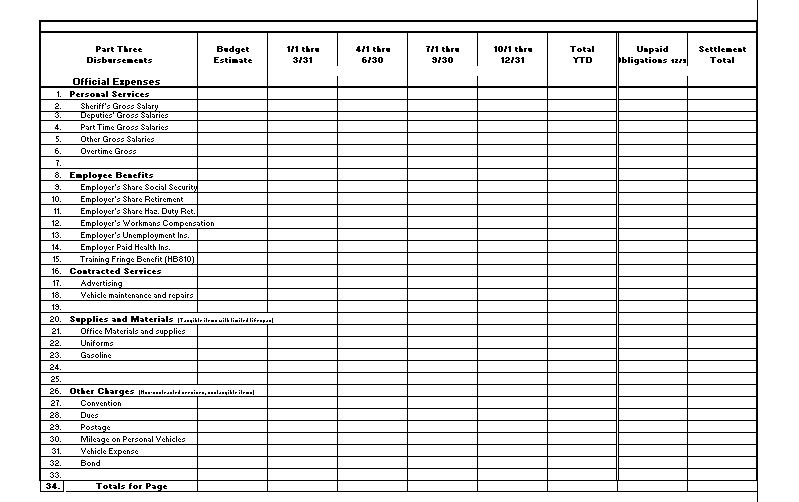 Part Three Budget 1/1 thru 4/1 thru 7/1 thru 10/1 thru Total Unpaid Settlement
Disbursements Estimate 3/31 6/30 9/30 12/31 YTD Obligations Total
Official Expenses
1. Personal Services
2. Sheriff's Gross Salary
3. Deputies' Gross Salaries
4. Part Time Gross Salaries
5. Other Gross Salaries
6. Overtime Gross
7.
8. Employee Benefits
9. Employer's Share Social Security
10. Employer's Share Retirement
11. Employer's Share Haz. Duty Ret.
12. Employer's Workmans Compensation
13. Employer's Unemployment Ins.
14. Employer Paid Health Ins.
15. Training Fringe Benefit (HB810)
16. Contracted Services
17. Advertising
18. Vehicle maintenance and repairs
19.
20. Supplies and Materials (Tangible items with limited lifespan)
21. Office Materials and supplies
22. Uniforms
23. Gasoline
24.
25.
26. Other Charges (Non-contracted services, nontangible items)
27. Convention
28. Dues
29. Postage
30. Mileage on Personal Vehicles
31. Vehicle Expense
32. Bond
33.
34. Totals for Page